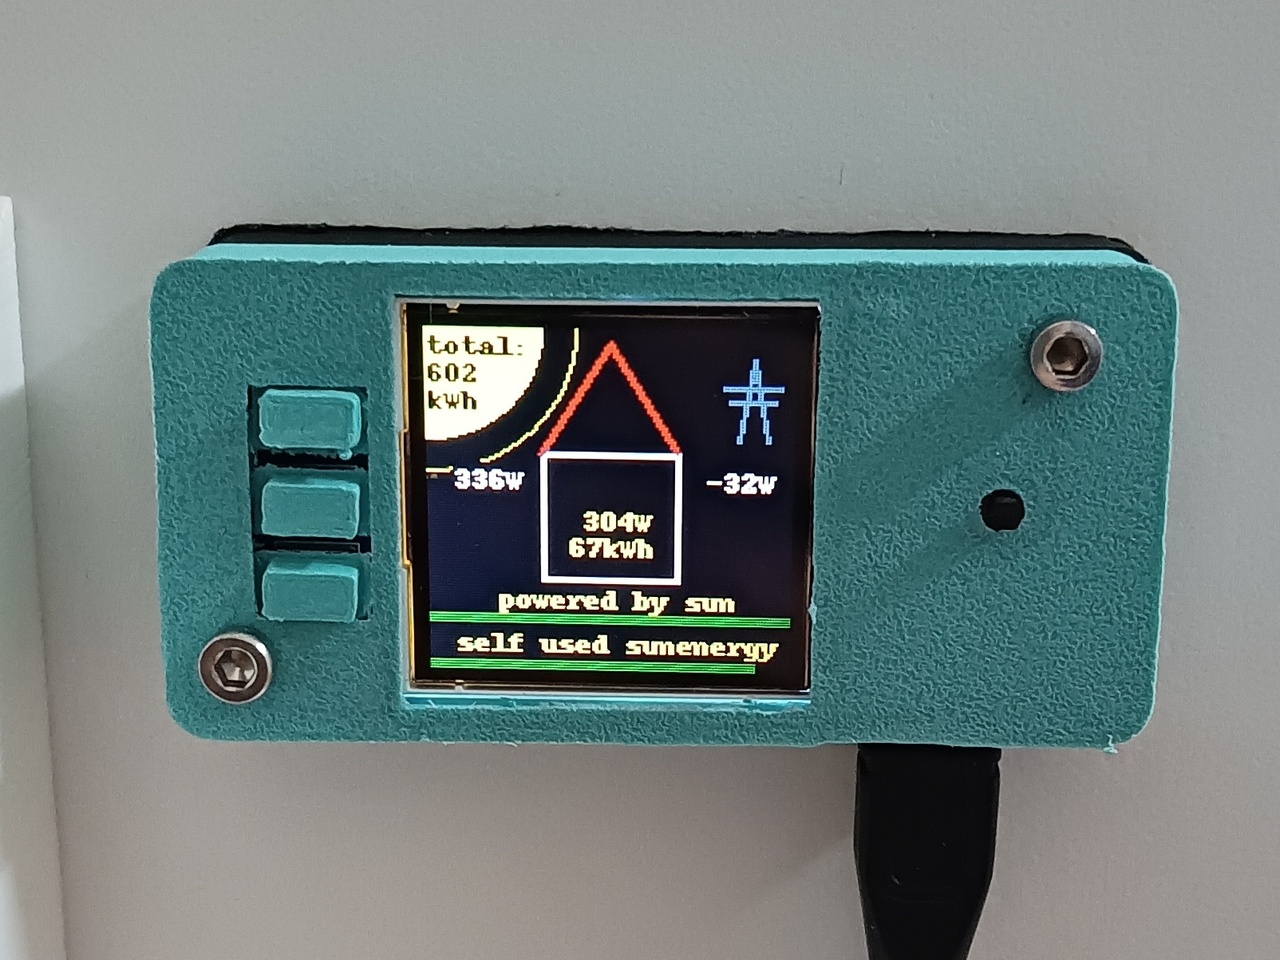 total:
602
kwh
336w
-32w
304w
67kwh
powered by sun
self used sunenergy